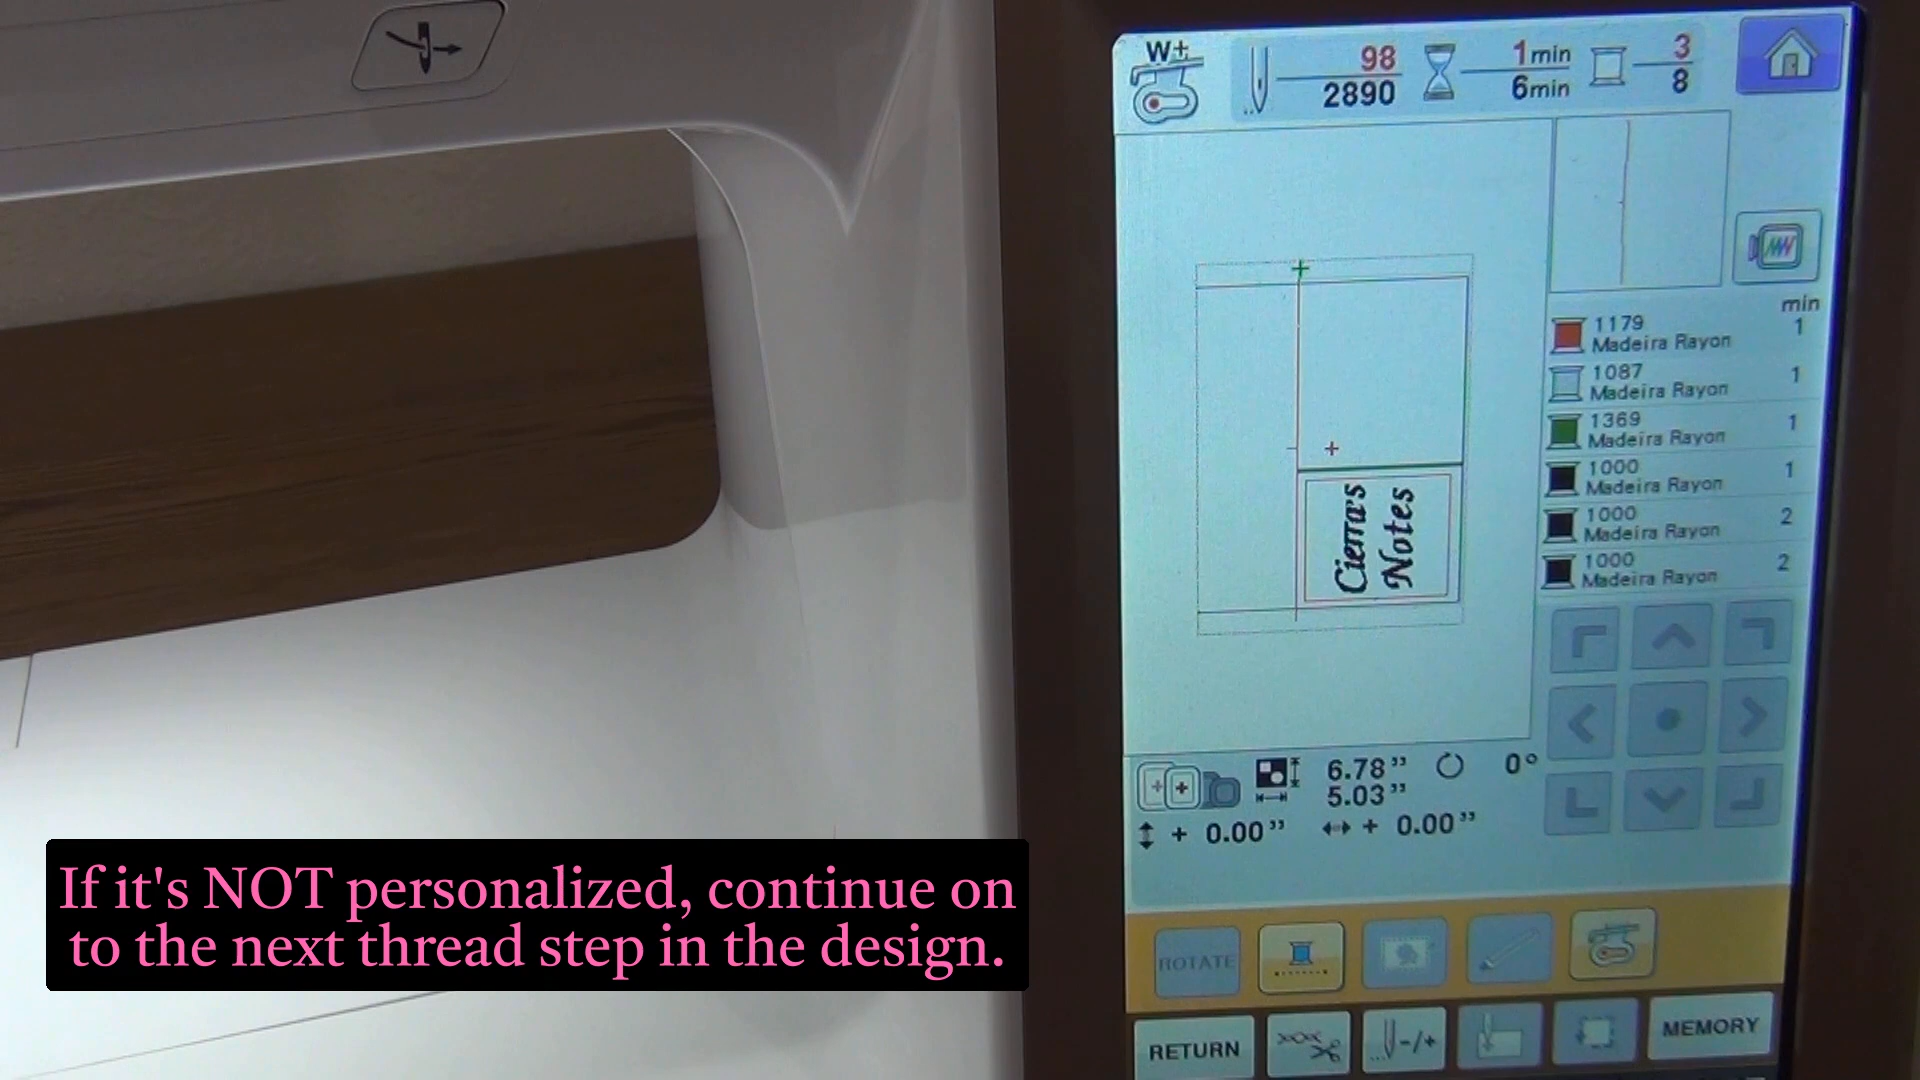 W±
98
2890
1min
6min
3
8
min
1179
Madeira Rayon
1
1087
Madeira Rayon
1
1369
Madeira Rayon
1
1000
Madeira Rayon
1
1000
Madeira Rayon
2
1000
Madeira Rayon
2
Cierra's
Notes
6.78"
0°
5.03"
+ 0.00"
+ 0.00"
If it's NOT personalized, continue on
to the next thread step in the design.
ROTATE
RETURN
-/+
MEMORY